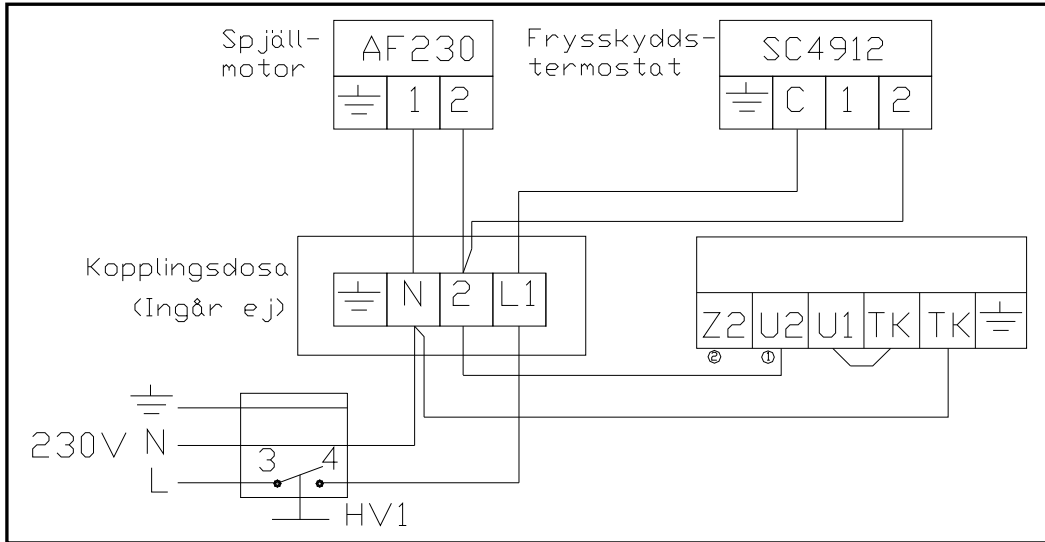 Spjäll-
motor
AF230
1 2
Frysskydds-
termostat
SC4912
C 1 2
Kopplingsdosa
(Ingår ej)
N 2 L1
Z2 U2 U1 TK TK
② ①
230V N
L
3 4
HV1